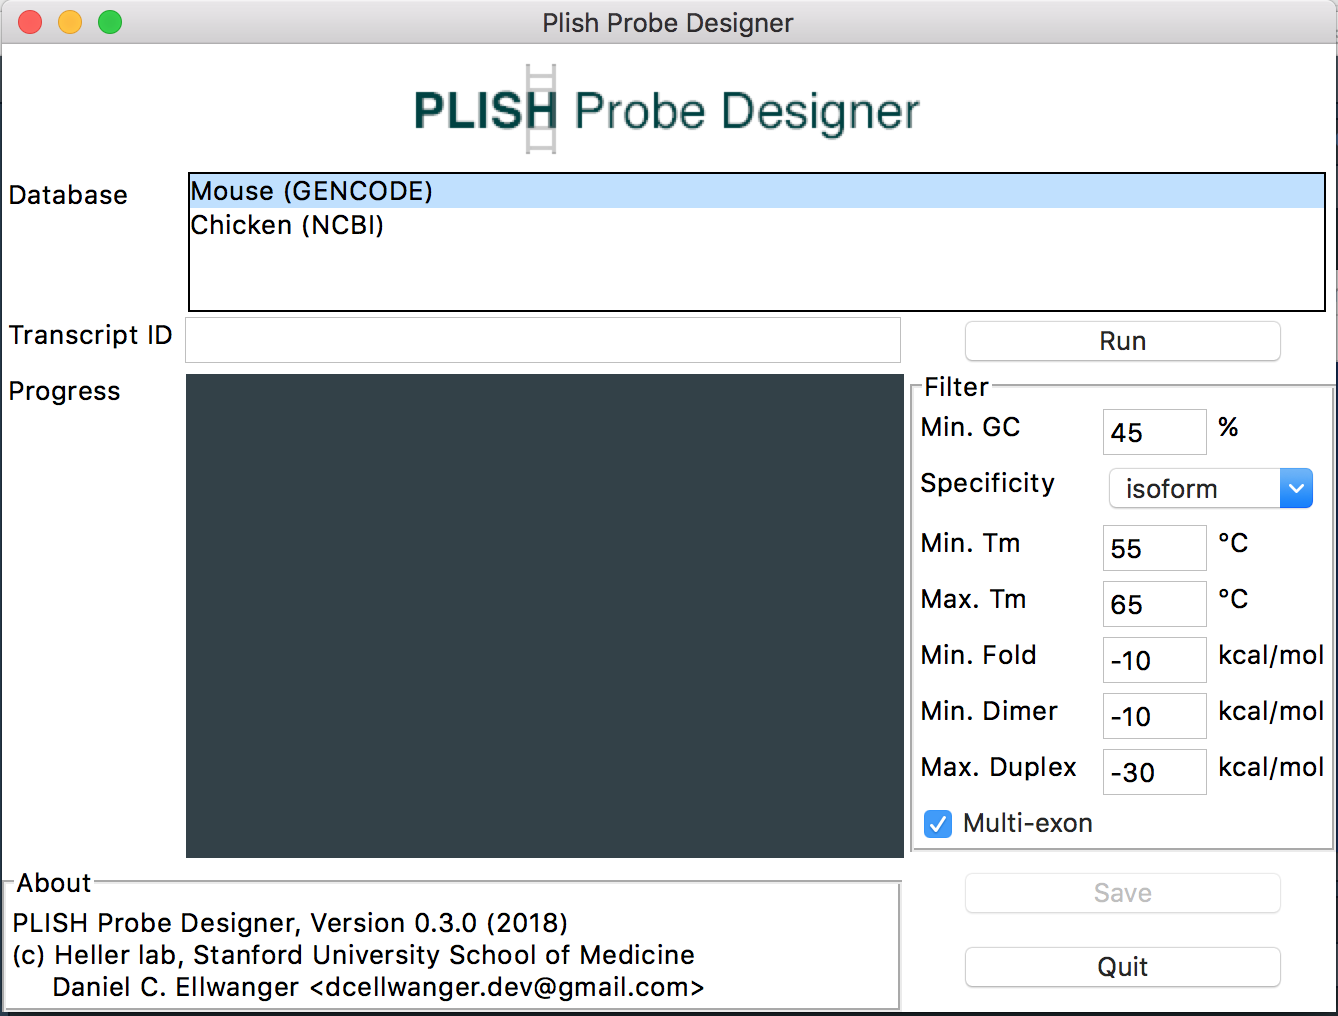 Plish Probe Designer
PLISH Probe Designer
Database
Mouse (GENCODE)
Chicken (NCBI)
Transcript ID
Run
Progress
Filter
Min. GC 45 %
Specificity isoform
Min. Tm 55 °C
Max. Tm 65 °C
Min. Fold -10 kcal/mol
Min. Dimer -10 kcal/mol
Max. Duplex -30 kcal/mol
Multi-exon
About
PLISH Probe Designer, Version 0.3.0 (2018)
(c) Heller lab, Stanford University School of Medicine
Daniel C. Ellwanger <dcellwanger.dev@gmail.com>
Save
Quit